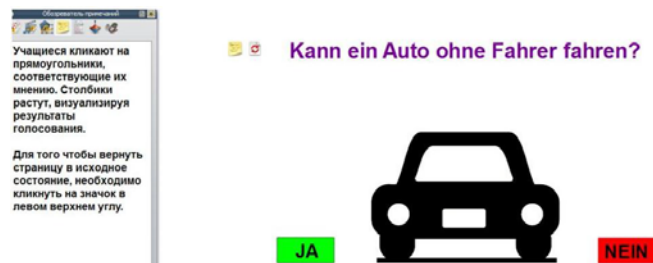 Обозреватель примечаний
Учащиеся кликают на
прямоугольники,
соответствующие их
мнению. Столбики
растут, визуализируя
результаты
голосования.
Для того чтобы вернуть
страницу в исходное
состояние, необходимо
кликнуть на значок в
левом верхнем углу.
Kann ein Auto ohne Fahrer fahren?
JA
NEIN